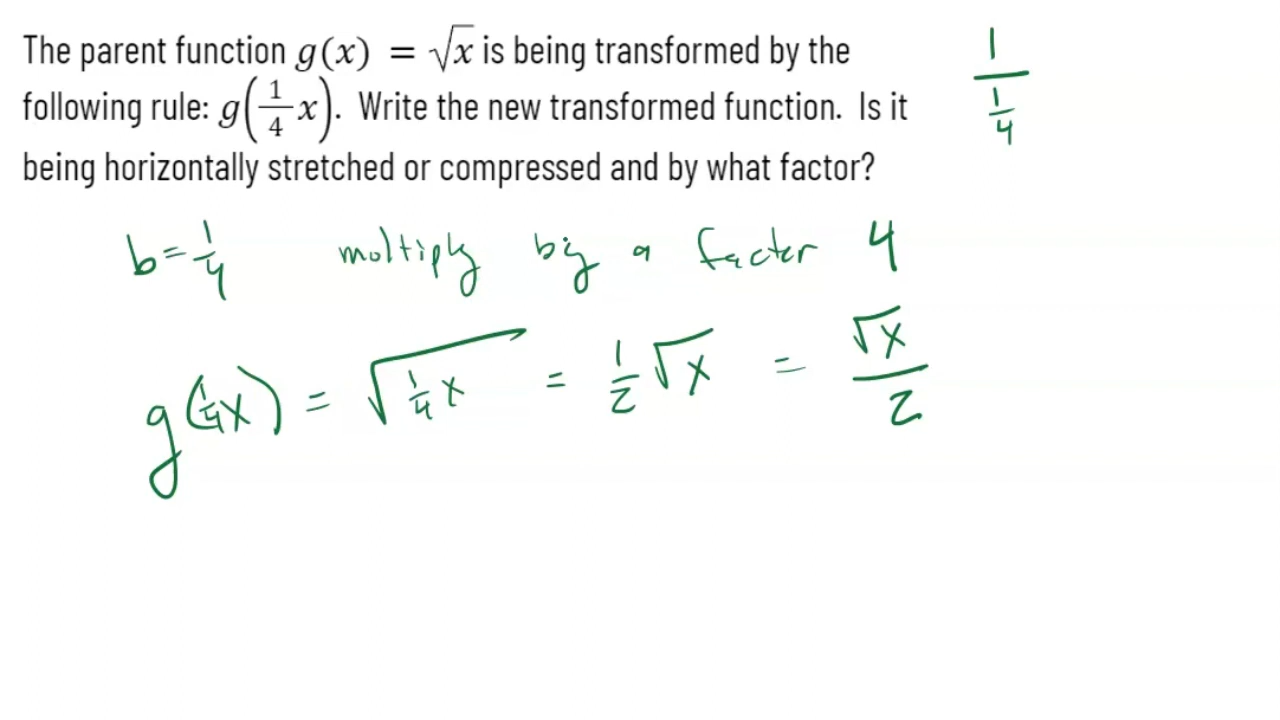 The parent function g(x) = √x is being transformed by the
following rule: g(1/4 x). Write the new transformed function. Is it
being horizontally stretched or compressed and by what factor?
1/(1/4)
b = 1/4 moltiply by a factor 4
g(1/4 x) = √(1/4 x) = 1/2 √x = √x/2